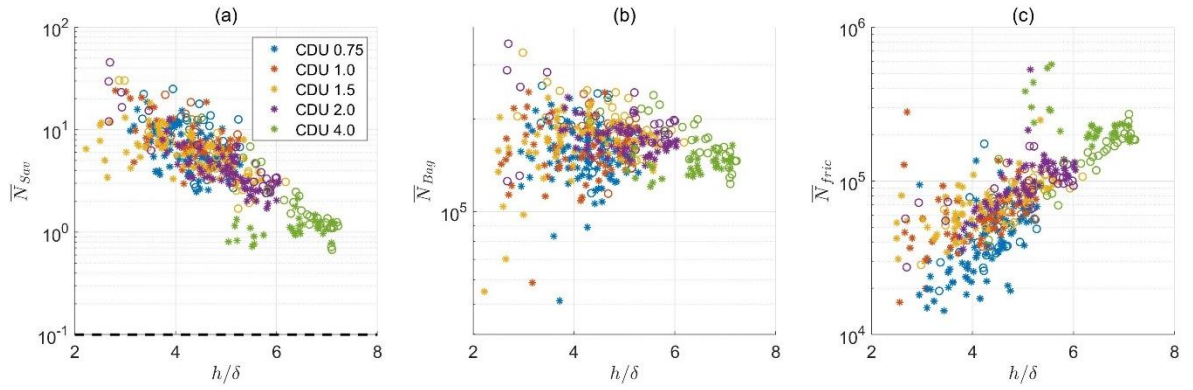 (a)
10^2
10^1
10^0
10^-1
N̅_Sav
2 4 6 8
h/δ
CDU 0.75
CDU 1.0
CDU 1.5
CDU 2.0
CDU 4.0
(b)
10^5
N̅_Bag
2 4 6 8
h/δ
(c)
10^6
10^5
10^4
N̅_fric
2 4 6 8
h/δ